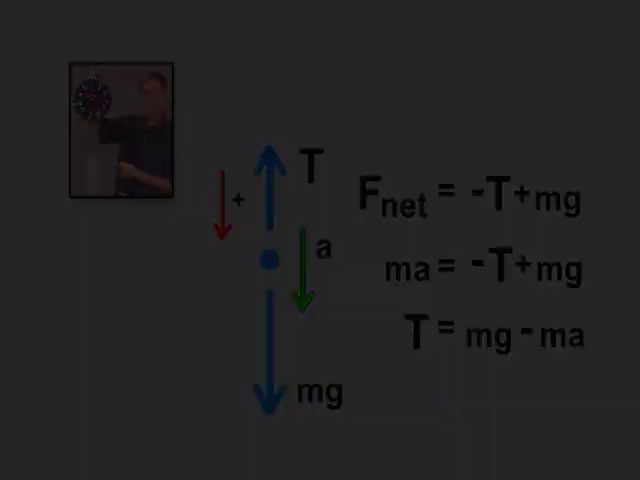 T
+
a
mg
Fnet = -T+mg
ma = -T+mg
T = mg - ma